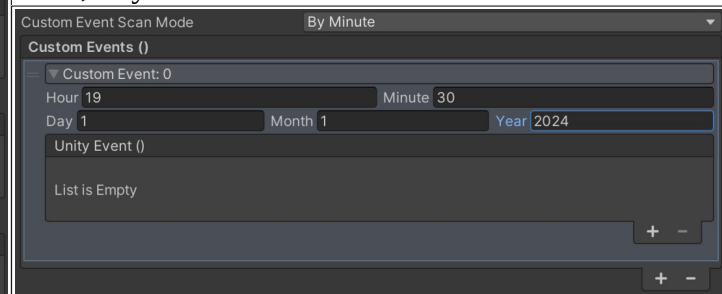 Custom Event Scan Mode By Minute
Custom Events ()
Custom Event: 0
Hour 19 Minute 30
Day 1 Month 1 Year 2024
Unity Event ()
List is Empty
+ −
+ −